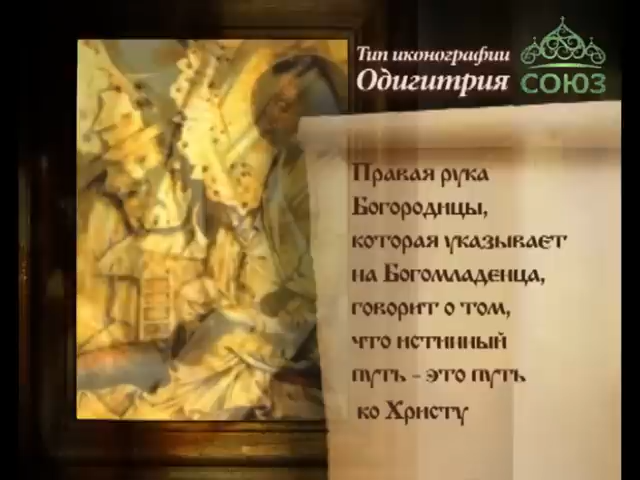 Тип иконографии
Одигитрия
СОЮЗ
Правая рука
Богородицы,
которая указывает
на Богомладенца,
говорит о том,
что истинный
путь - это путь
ко Христу